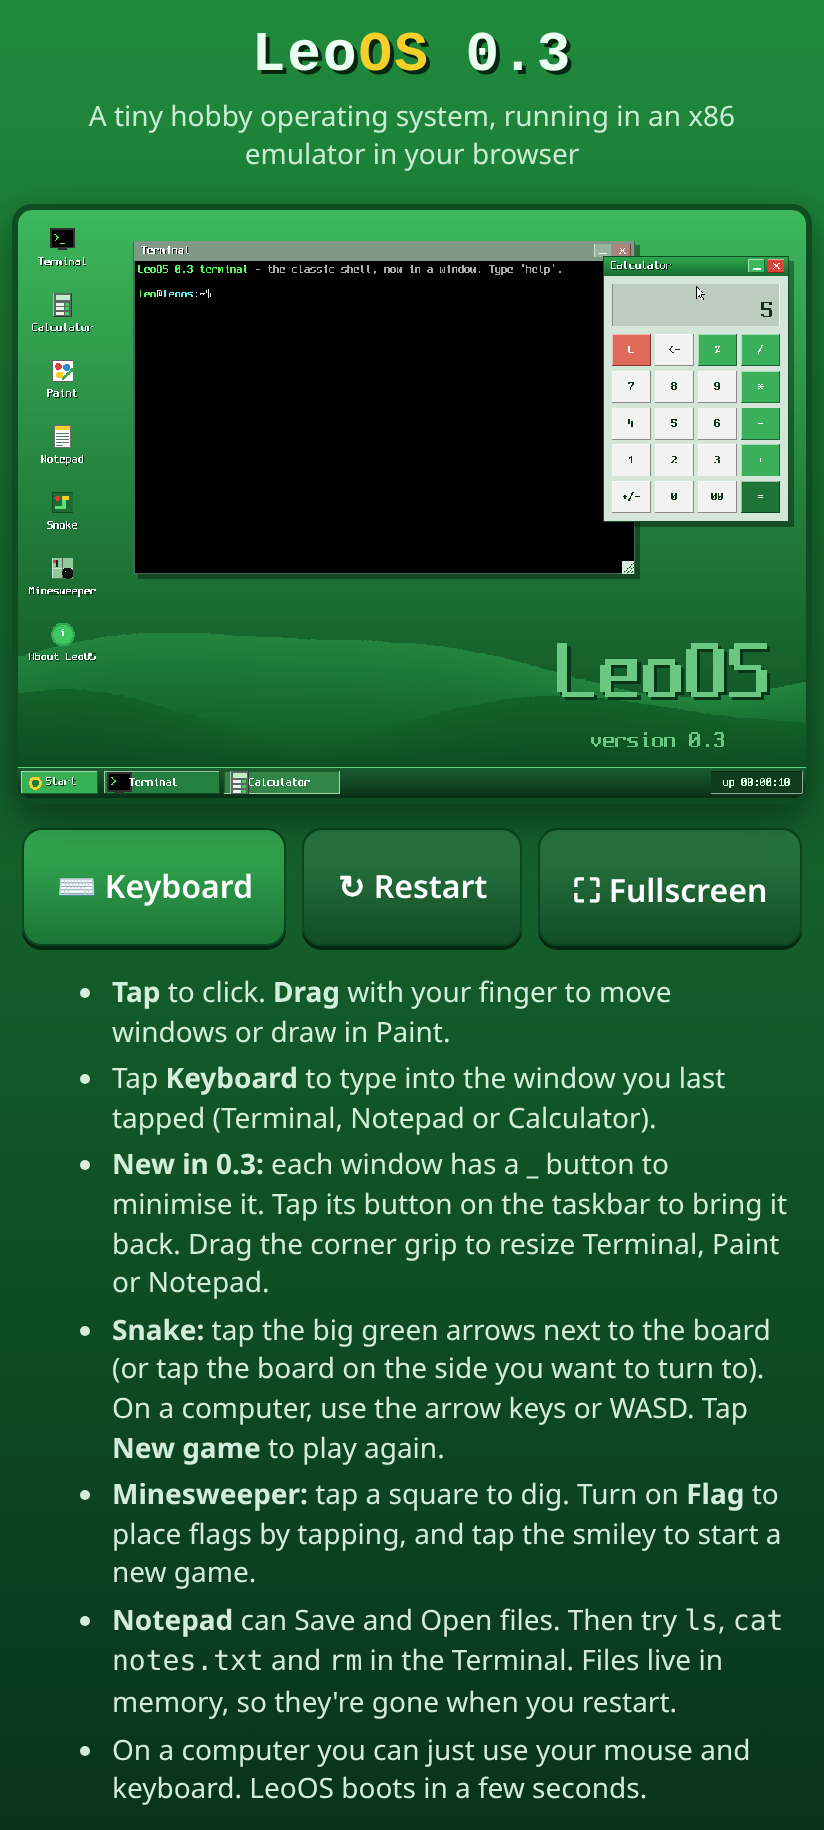 LeoOS 0.3
A tiny hobby operating system, running in an x86
emulator in your browser
Terminal
Calculator
Paint
Notepad
Snake
Minesweeper
About LeoOS
Terminal
LeoOS 0.3 terminal - the classic shell, now in a window. Type 'help'.
leo@leoos:~%
Calculator
5
C <- % /
7 8 9 *
4 5 6 -
1 2 3 +
+/- 0 00 =
LeoOS
version 0.3
Start Terminal Calculator up 00:00:10
Keyboard Restart Fullscreen
Tap to click. Drag with your finger to move
windows or draw in Paint.
Tap Keyboard to type into the window you last
tapped (Terminal, Notepad or Calculator).
New in 0.3: each window has a _ button to
minimise it. Tap its button on the taskbar to bring it
back. Drag the corner grip to resize Terminal, Paint
or Notepad.
Snake: tap the big green arrows next to the board
(or tap the board on the side you want to turn to).
On a computer, use the arrow keys or WASD. Tap
New game to play again.
Minesweeper: tap a square to dig. Turn on Flag to
place flags by tapping, and tap the smiley to start a
new game.
Notepad can Save and Open files. Then try ls, cat
notes.txt and rm in the Terminal. Files live in
memory, so they're gone when you restart.
On a computer you can just use your mouse and
keyboard. LeoOS boots in a few seconds.